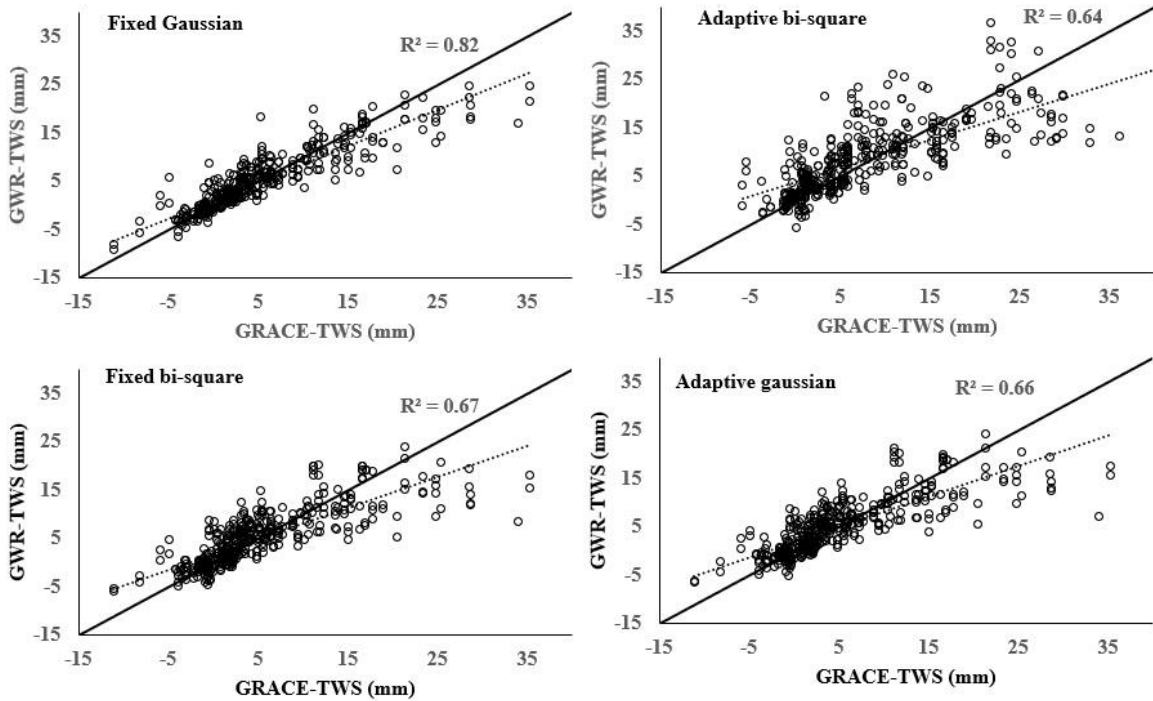 Fixed Gaussian
R² = 0.82
35
25
15
5
-5
-15
GWR-TWS (mm)
-15 -5 5 15 25 35
GRACE-TWS (mm)
Adaptive bi-square
R² = 0.64
35
25
15
5
-5
-15
GWR-TWS (mm)
-15 -5 5 15 25 35
GRACE-TWS (mm)
Fixed bi-square
R² = 0.67
35
25
15
5
-5
-15
GWR-TWS (mm)
-15 -5 5 15 25 35
GRACE-TWS (mm)
Adaptive gaussian
R² = 0.66
35
25
15
5
-5
-15
GWR-TWS (mm)
-15 -5 5 15 25 35
GRACE-TWS (mm)